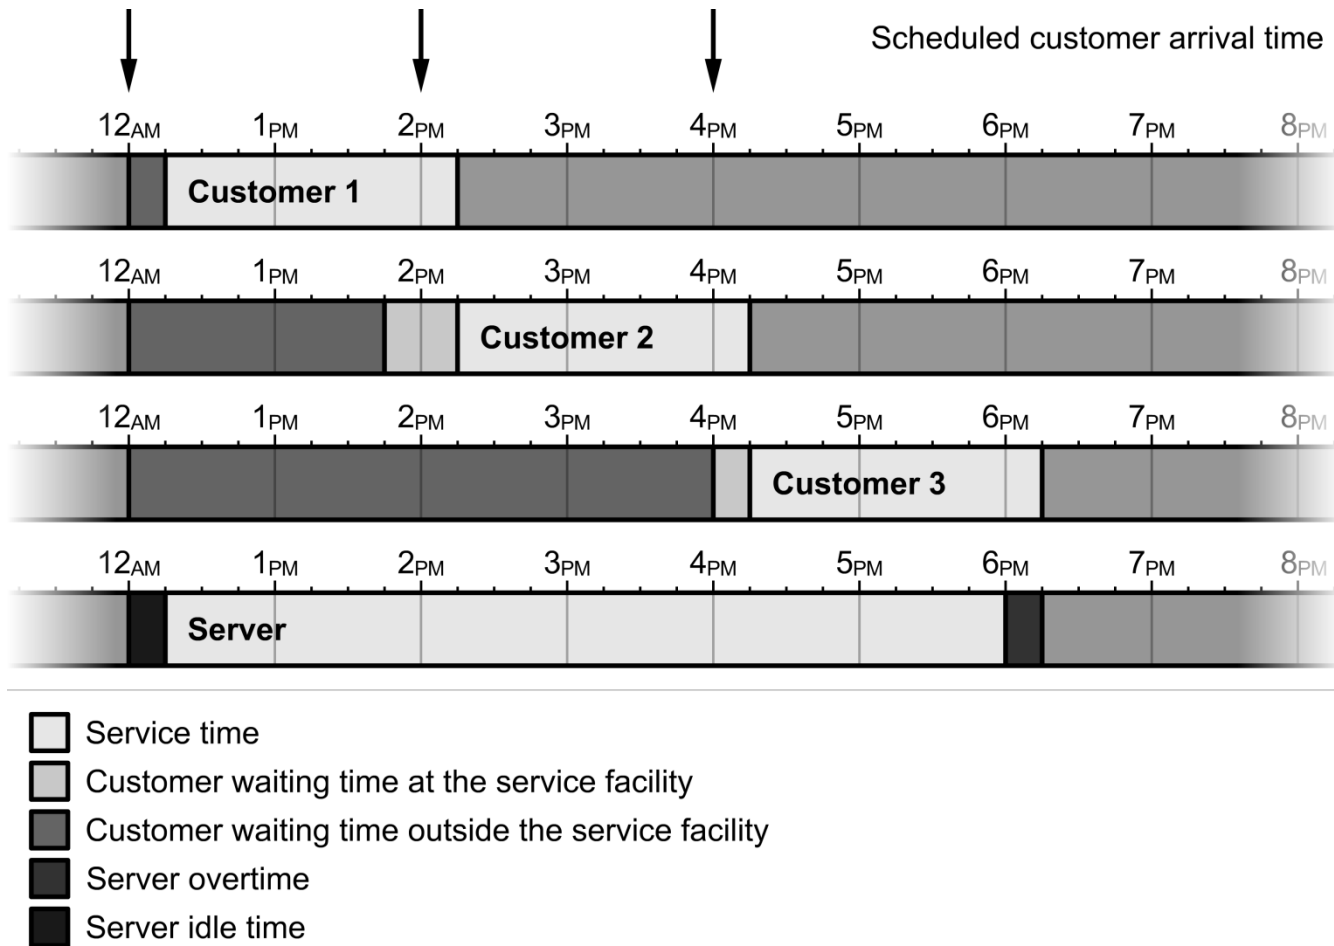 Scheduled customer arrival time
12AM 1PM 2PM 3PM 4PM 5PM 6PM 7PM 8PM
Customer 1
12AM 1PM 2PM 3PM 4PM 5PM 6PM 7PM 8PM
Customer 2
12AM 1PM 2PM 3PM 4PM 5PM 6PM 7PM 8PM
Customer 3
12AM 1PM 2PM 3PM 4PM 5PM 6PM 7PM 8PM
Server
Service time
Customer waiting time at the service facility
Customer waiting time outside the service facility
Server overtime
Server idle time